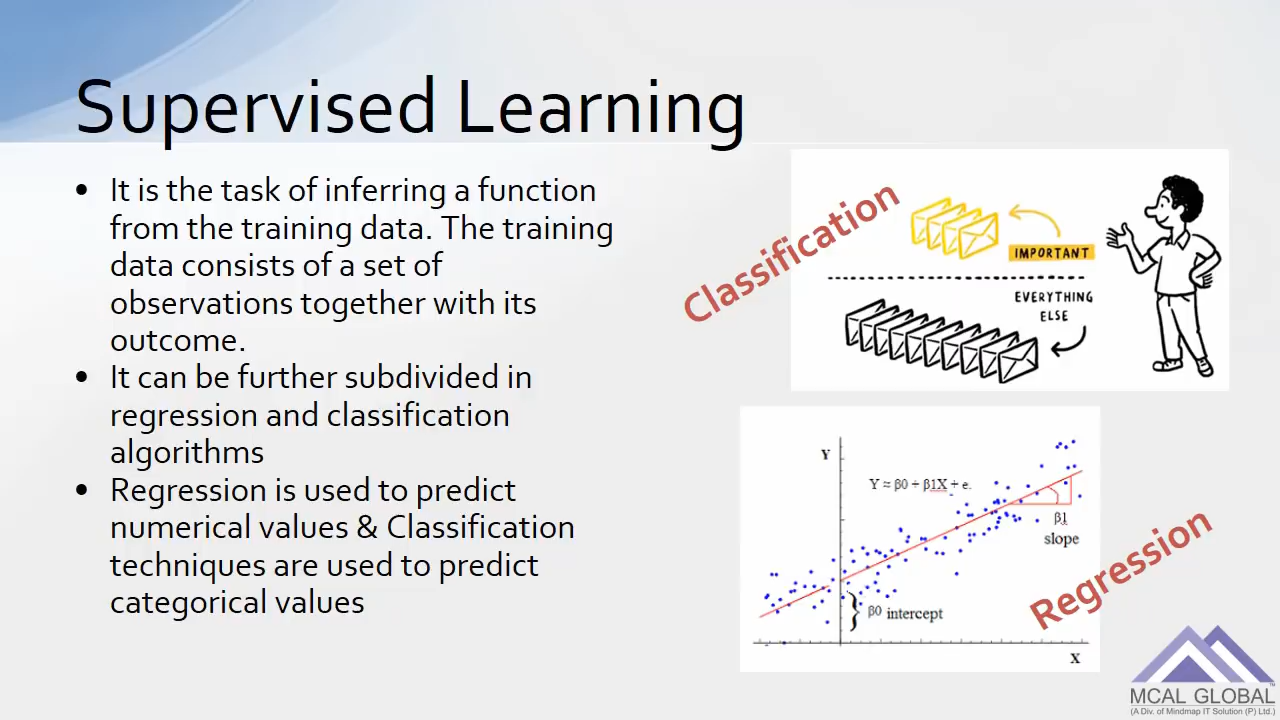 Supervised Learning
• It is the task of inferring a function
from the training data. The training
data consists of a set of
observations together with its
outcome.
• It can be further subdivided in
regression and classification
algorithms
• Regression is used to predict
numerical values & Classification
techniques are used to predict
categorical values
Classification
IMPORTANT
EVERYTHING
ELSE
Y
Y ≈ β0 + β1X + e.
β1
slope
β0 intercept
X
Regression
MCAL GLOBAL
(A Div. of Mindmap IT Solution (P) Ltd.)